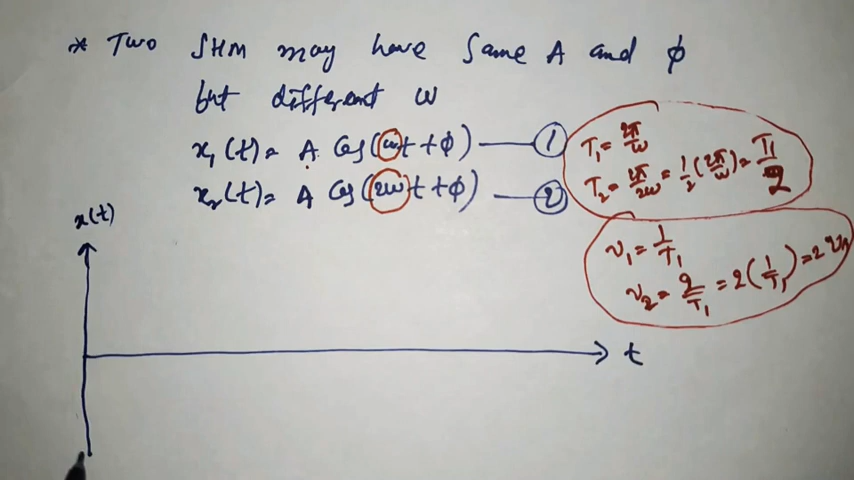 * Two SHM may have same A and ϕ
but different ω
x₁(t) = A Cos(ωt + ϕ) — ①
x₂(t) = A Cos(2ω t + ϕ) — ②
T₁ = 2π/ω
T₂ = 2π/2ω = 1/2 (2π/ω) = T₁/2
ν₁ = 1/T₁
ν₂ = 2/T₁ = 2(1/T₁) = 2ν₁
x(t)
t